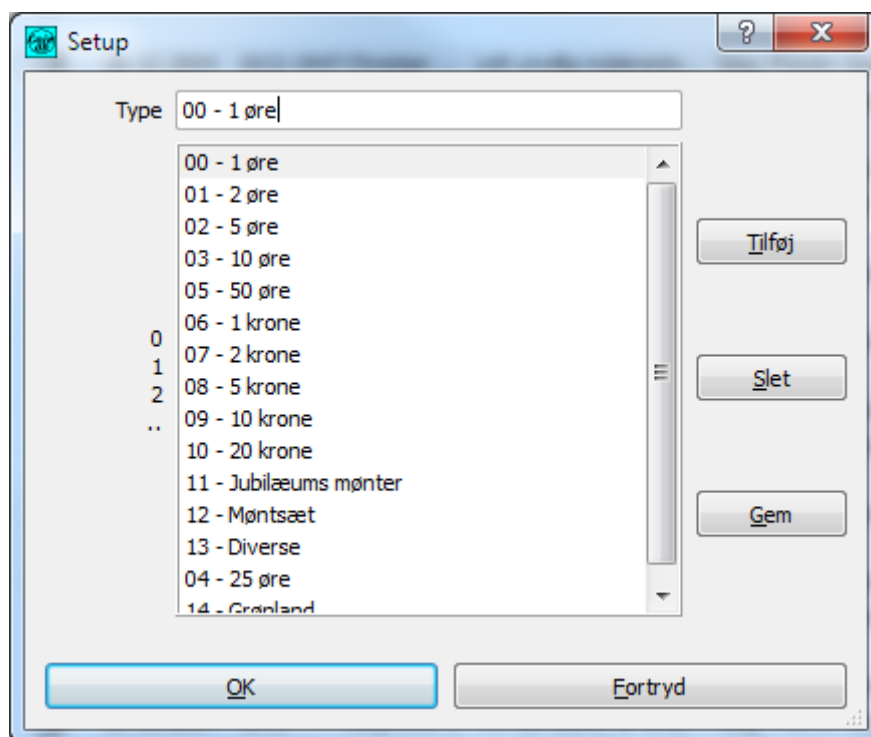 Setup
Type 00 - 1 øre
00 - 1 øre
01 - 2 øre
02 - 5 øre
03 - 10 øre
05 - 50 øre
06 - 1 krone
07 - 2 krone
08 - 5 krone
09 - 10 krone
10 - 20 krone
11 - Jubilæums mønter
12 - Møntsæt
13 - Diverse
04 - 25 øre
14 - Grønland
0
1
2
..
Tilføj
Slet
Gem
OK Fortryd